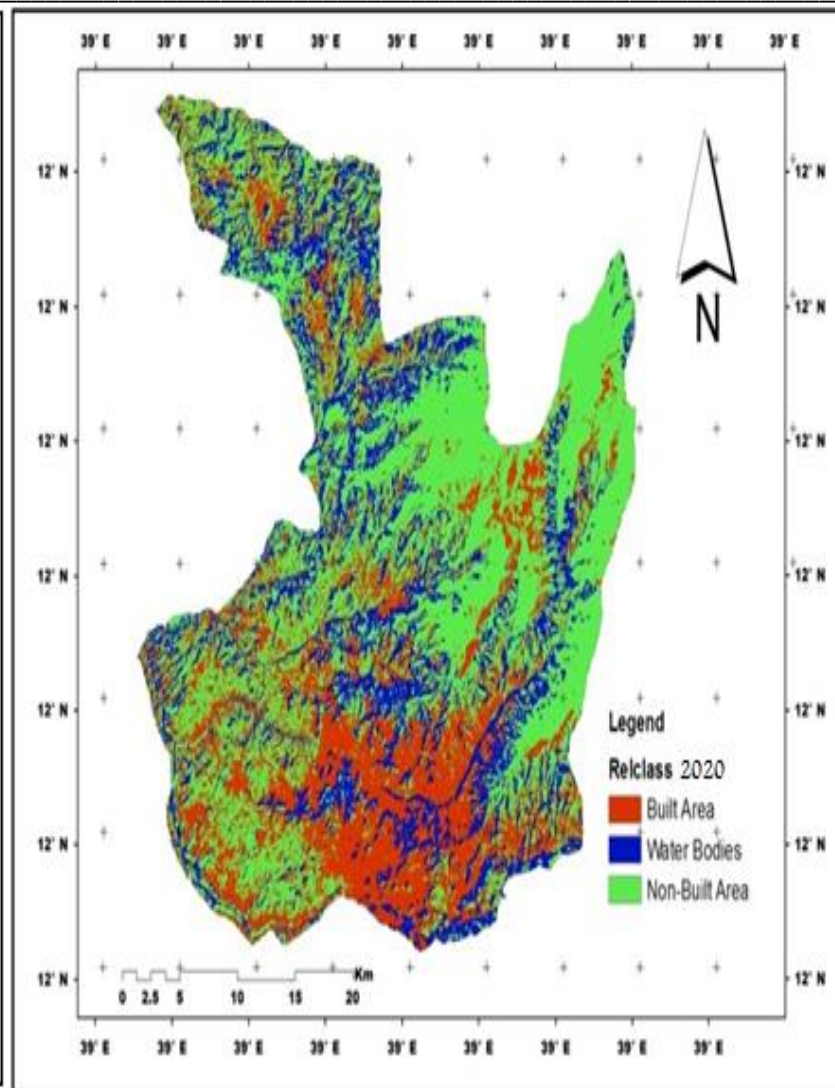 39° E 39° E 39° E 39° E 39° E 39° E 39° E 39° E 39° E 39° E
12° N 12° N
12° N 12° N
N
12° N 12° N
12° N 12° N
12° N 12° N
Legend
Relclass 2020
Built Area
Water Bodies
12° N 12° N
Non-Built Area
12° N 12° N
Km
0 2.5 5 10 15 20
39° E 39° E 39° E 39° E 39° E 39° E 39° E 39° E 39° E